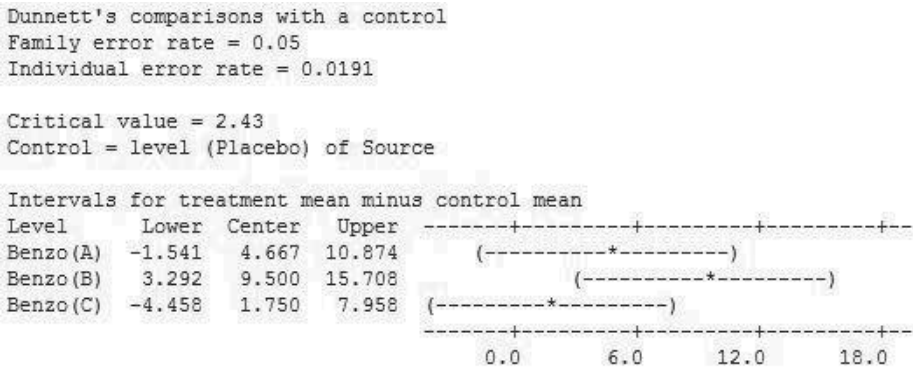 Dunnett's comparisons with a control
Family error rate = 0.05
Individual error rate = 0.0191
Critical value = 2.43
Control = level (Placebo) of Source
Intervals for treatment mean minus control mean
Level Lower Center Upper -------+---------+---------+---------+--
Benzo(A) -1.541 4.667 10.874 (----------*---------)
Benzo(B) 3.292 9.500 15.708 (----------*---------)
Benzo(C) -4.458 1.750 7.958 (---------*---------)
-------+---------+---------+---------+--
0.0 6.0 12.0 18.0